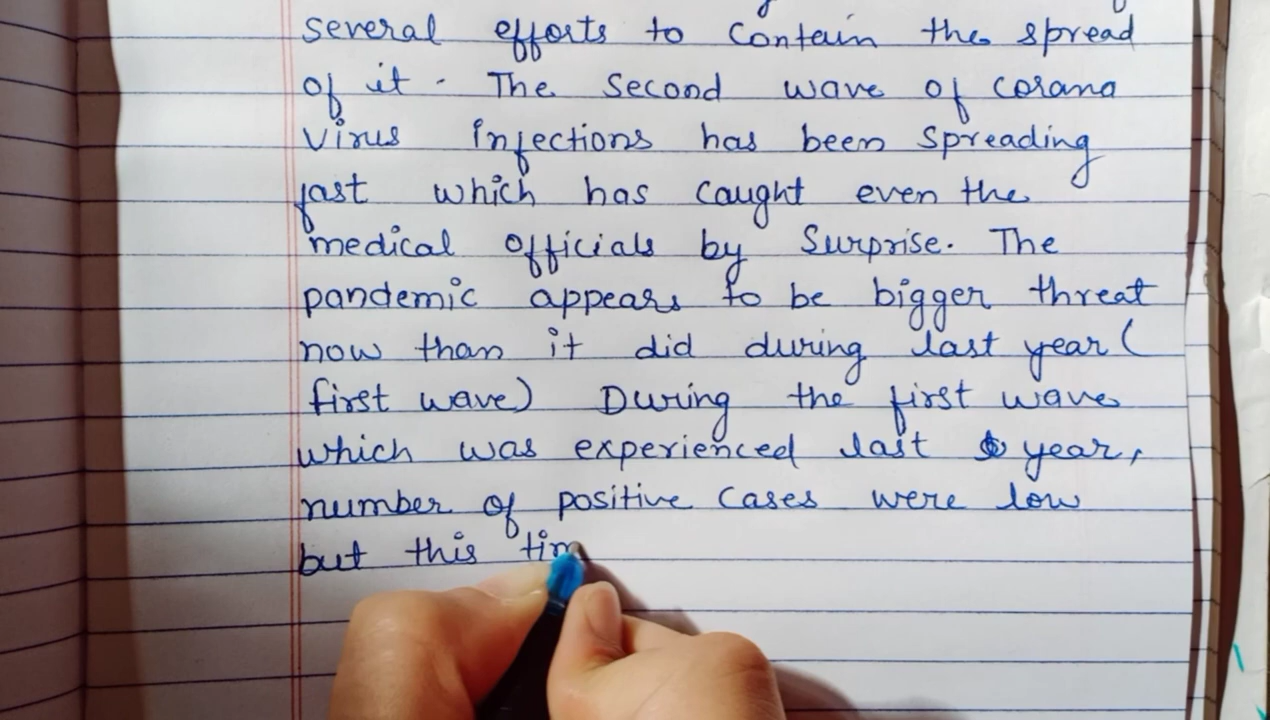 several efforts to contain the spread
of it. The second wave of corana
virus infections has been spreading
fast which has caught even the
medical officials by surprise. The
pandemic appears to be bigger threat
now than it did during last year (
first wave) During the first wave
which was experienced last year,
number of positive cases were low
but this tim